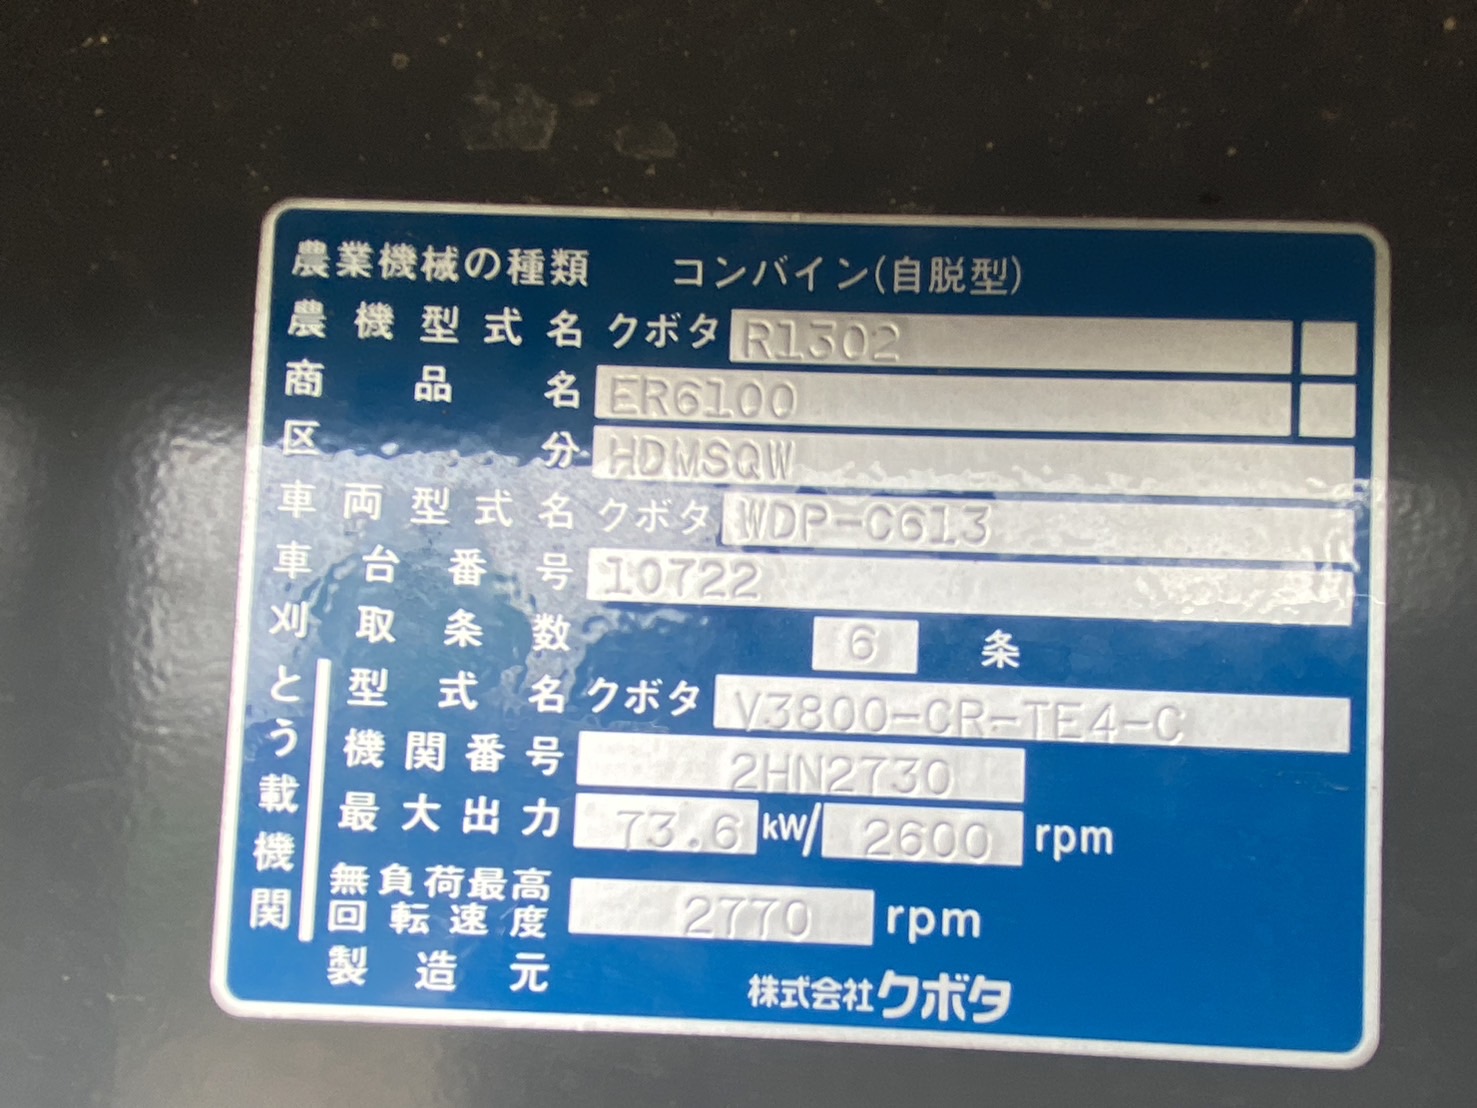 農業機械の種類 コンバイン(自脱型)
農機型式名 クボタ R1302
商品名 ER6100
区分 HDMSQW
車両型式名 クボタ WDP-C613
車台番号 10722
刈取条数 6 条
とう載機関
型式名 クボタ V3800-CR-TE4-C
機関番号 2HN2730
最大出力 73.6 kW/ 2600 rpm
無負荷最高回転速度 2770 rpm
製造元 株式会社クボタ